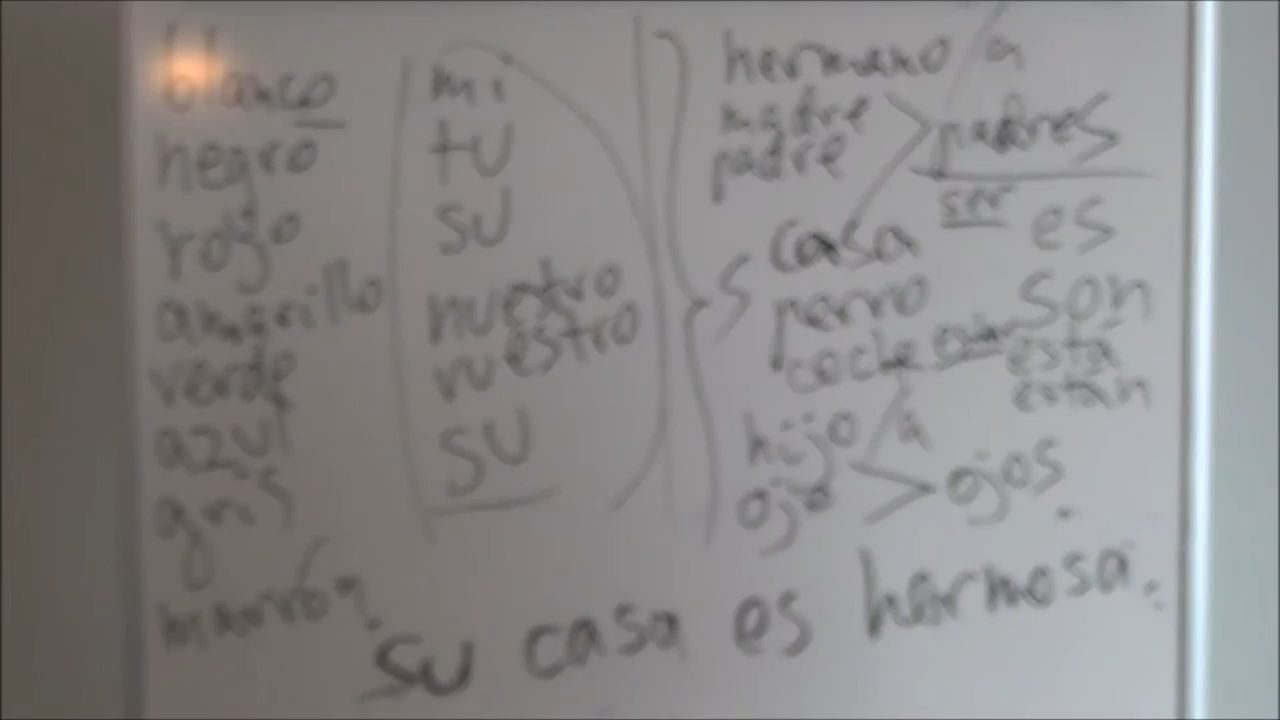 blanco
negro
rojo
amarillo
verde
azul
gris
marrón
mi
tu
su
nuestro
vuestro
su
s
hermano/a
madre
padre
padres
casa
perro
coche
hijo/a
ojo
ojos
ser es
son
estar está
están
su casa es hermosa.